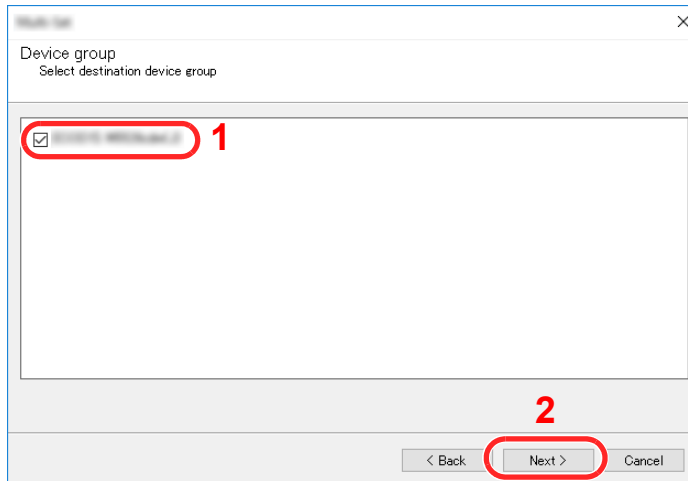 Device group
Select destination device group
1
2
< Back
Next >
Cancel